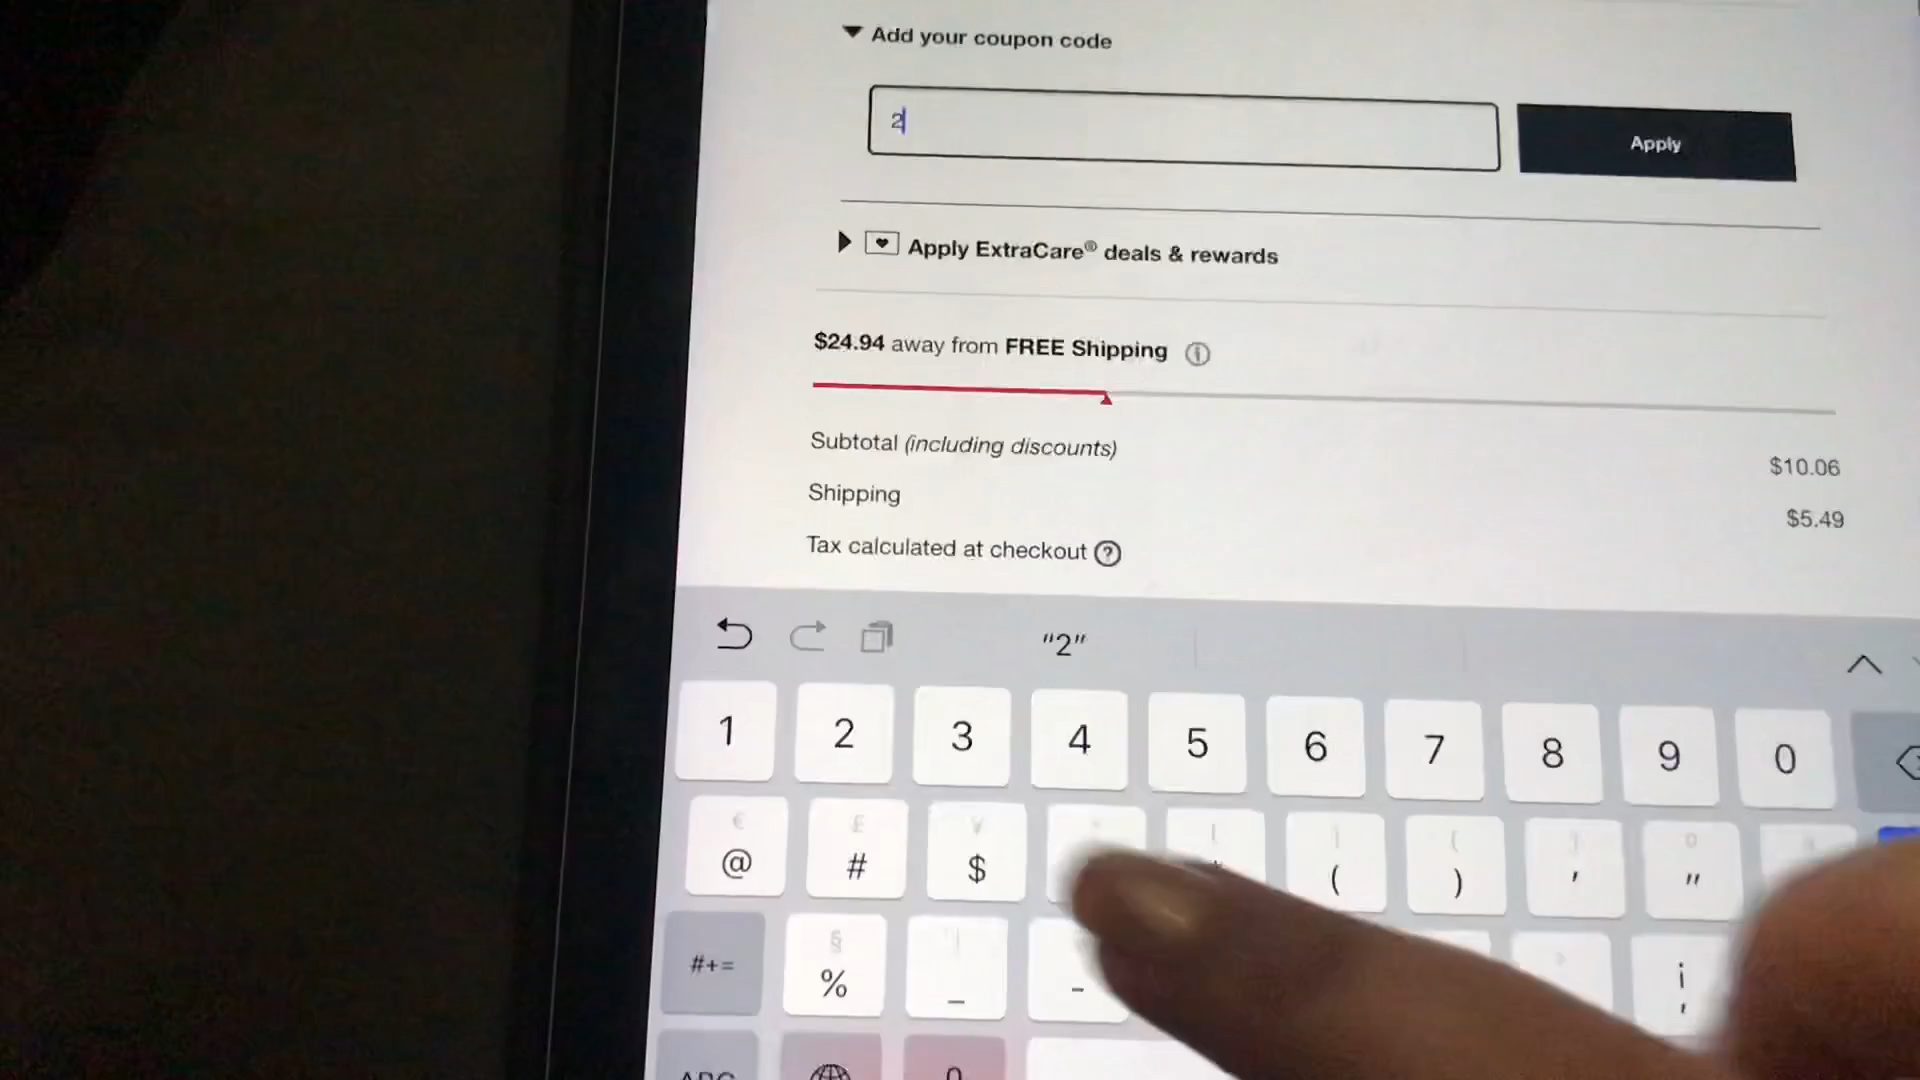 Add your coupon code
2
Apply
Apply ExtraCare® deals & rewards
$24.94 away from FREE Shipping
Subtotal (including discounts)
$10.06
Shipping
$5.49
Tax calculated at checkout
"2"
1 2 3 4 5 6 7 8 9 0
€ £ ¥
@ # $ ( ) ' "
§
#+= % _ -
ABC